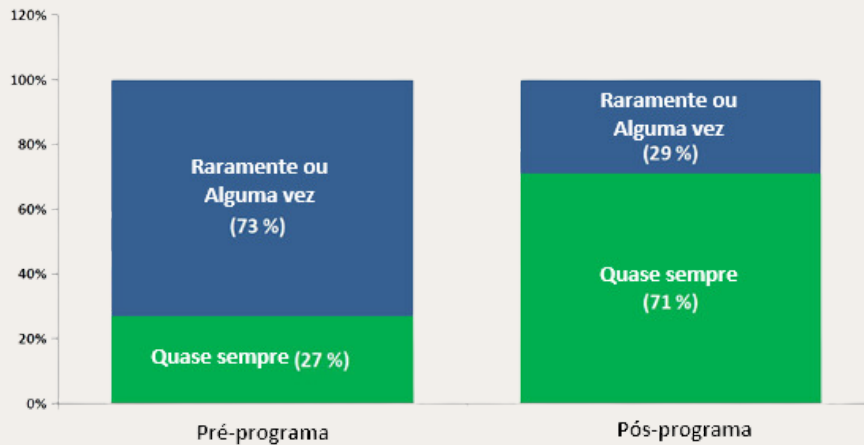 120%
100%
80%
60%
40%
20%
0%
Raramente ou
Alguma vez
(73 %)
Quase sempre (27 %)
Raramente ou
Alguma vez
(29 %)
Quase sempre
(71 %)
Pré-programa
Pós-programa